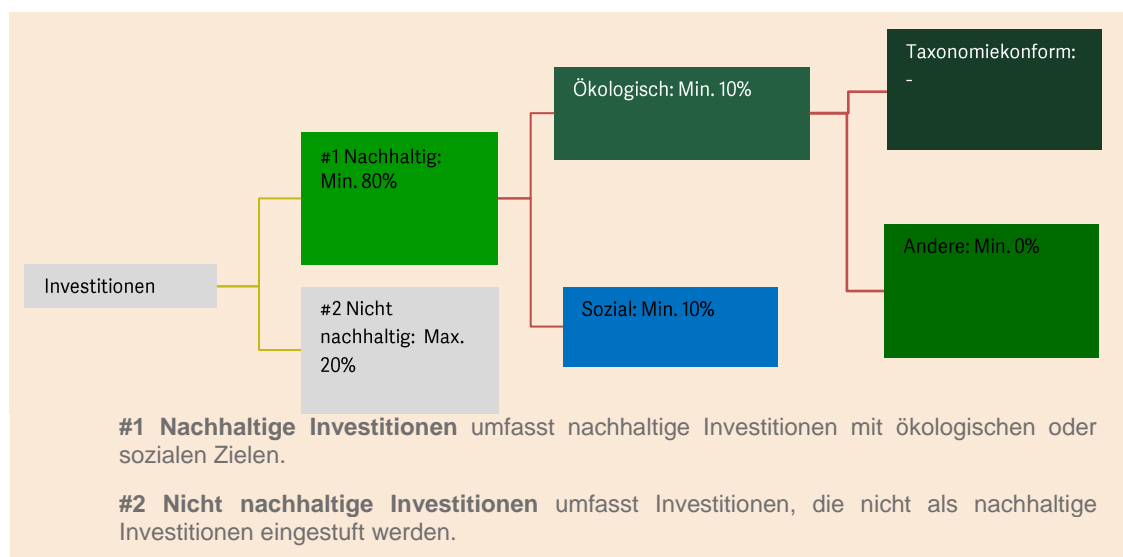 Investitionen
#1 Nachhaltig:
Min. 80%
#2 Nicht
nachhaltig: Max.
20%
Ökologisch: Min. 10%
Sozial: Min. 10%
Taxonomiekonform:
-
Andere: Min. 0%
#1 Nachhaltige Investitionen umfasst nachhaltige Investitionen mit ökologischen oder
sozialen Zielen.
#2 Nicht nachhaltige Investitionen umfasst Investitionen, die nicht als nachhaltige
Investitionen eingestuft werden.